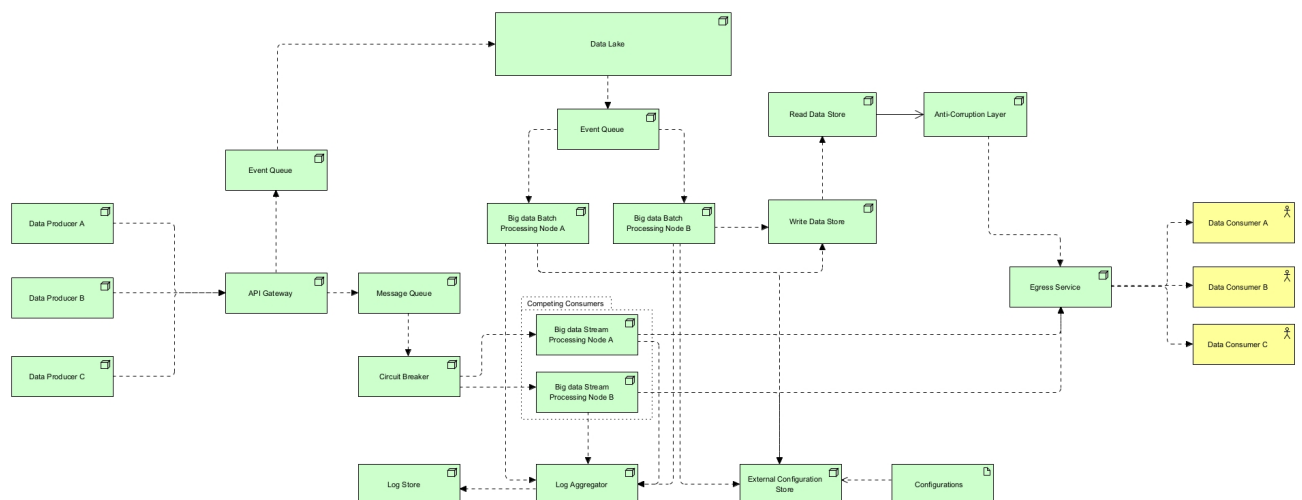 Data Lake
Event Queue
Read Data Store
Anti-Corruption Layer
Event Queue
Data Producer A
Big data Batch
Processing Node A
Big data Batch
Processing Node B
Write Data Store
Data Consumer A
Data Producer B
API Gateway
Message Queue
Egress Service
Data Consumer B
Competing Consumers
Big data Stream
Processing Node A
Data Consumer C
Data Producer C
Circuit Breaker
Big data Stream
Processing Node B
Log Store
Log Aggregator
External Configuration
Store
Configurations